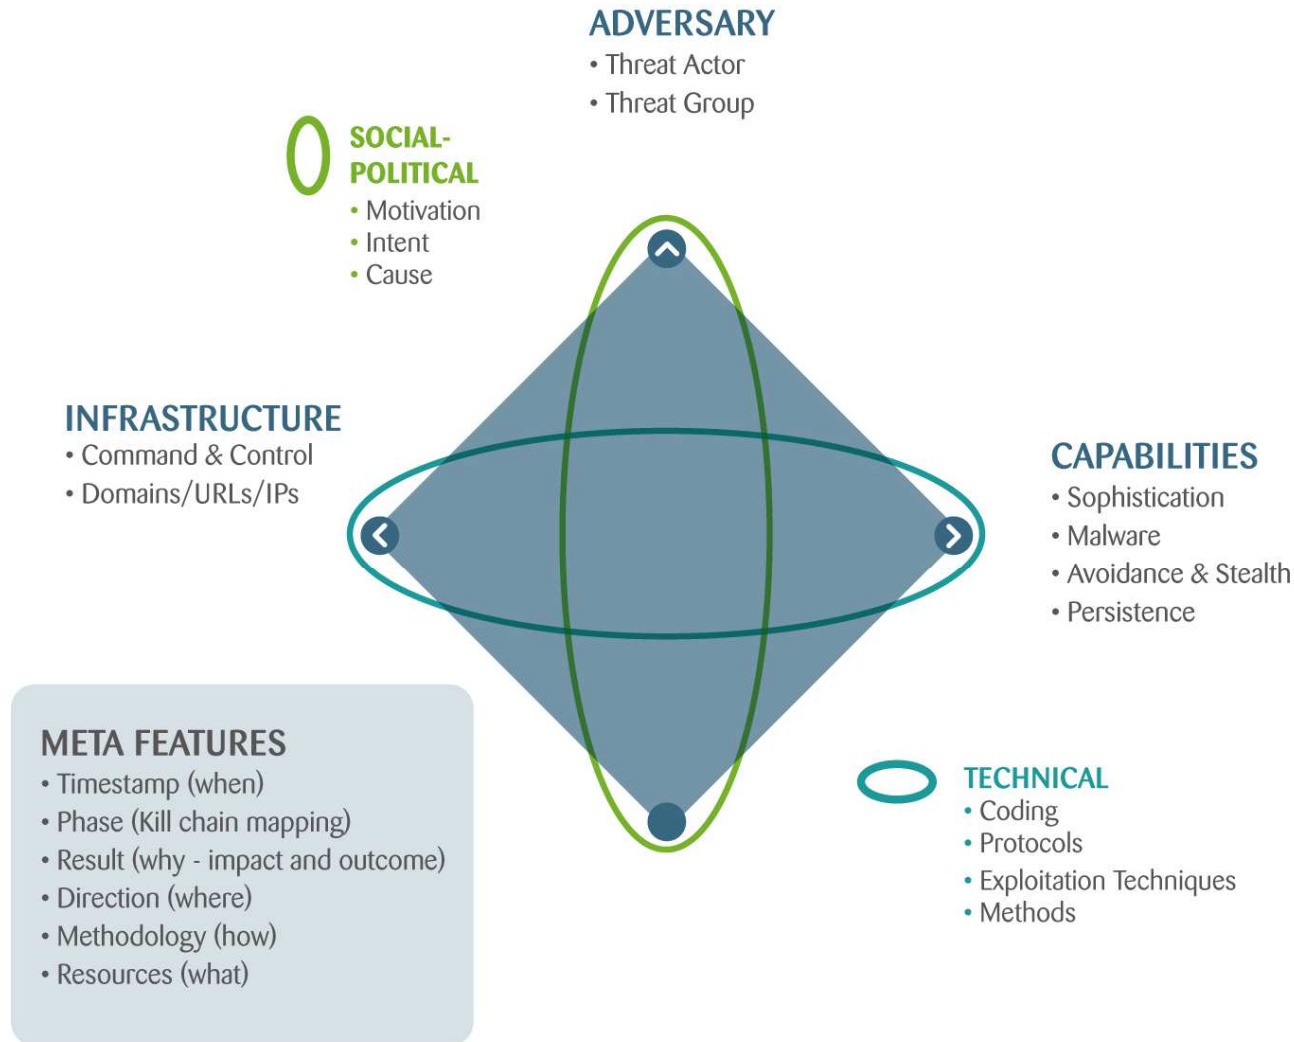 ADVERSARY
• Threat Actor
• Threat Group
SOCIAL-
POLITICAL
• Motivation
• Intent
• Cause
INFRASTRUCTURE
• Command & Control
• Domains/URLs/IPs
CAPABILITIES
• Sophistication
• Malware
• Avoidance & Stealth
• Persistence
META FEATURES
• Timestamp (when)
• Phase (Kill chain mapping)
• Result (why - impact and outcome)
• Direction (where)
• Methodology (how)
• Resources (what)
TECHNICAL
• Coding
• Protocols
• Exploitation Techniques
• Methods